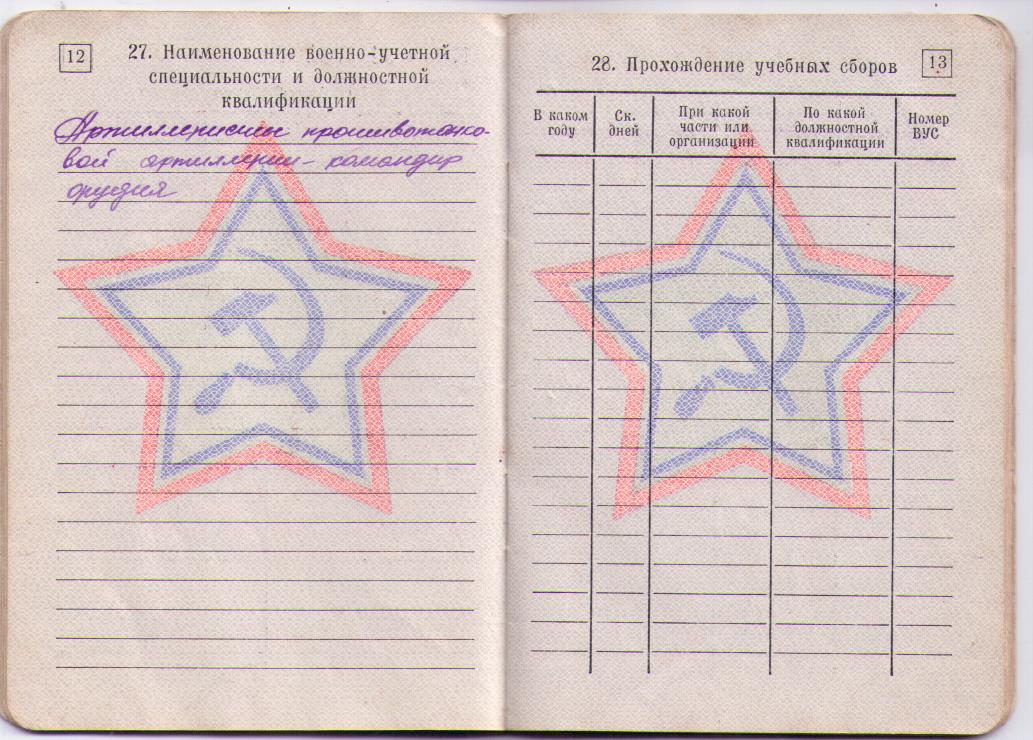 12
27. Наименование военно-учетной
специальности и должностной
квалификации
Артиллеристы противотанко-
вой артиллерии - командир
орудия
28. Прохождение учебных сборов
13
В каком
году
Ск.
дней
При какой
части или
организации
По какой
должностной
квалификации
Номер
ВУС